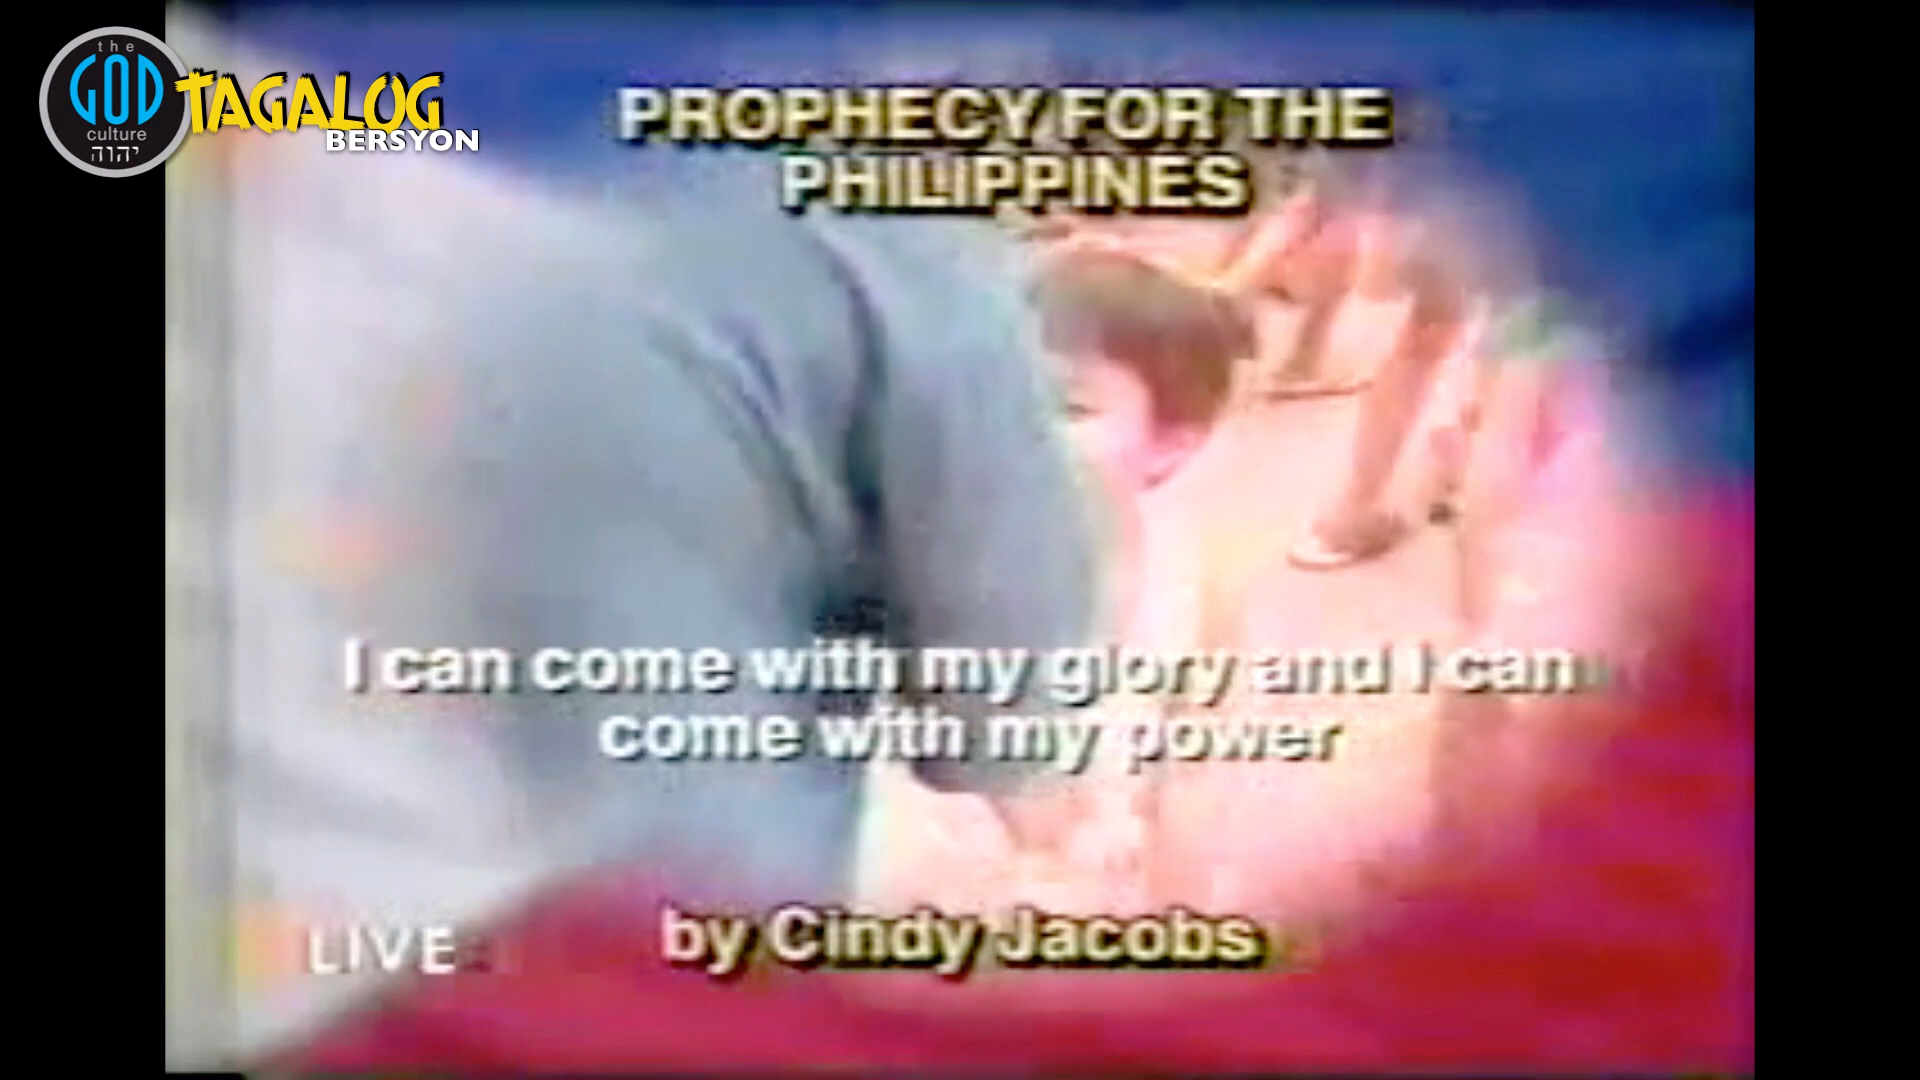 the
GOD
culture
יהוה
TAGALOG
BERSYON
PROPHECY FOR THE
PHILIPPINES
I can come with my glory and I can
come with my power
LIVE
by Cindy Jacobs